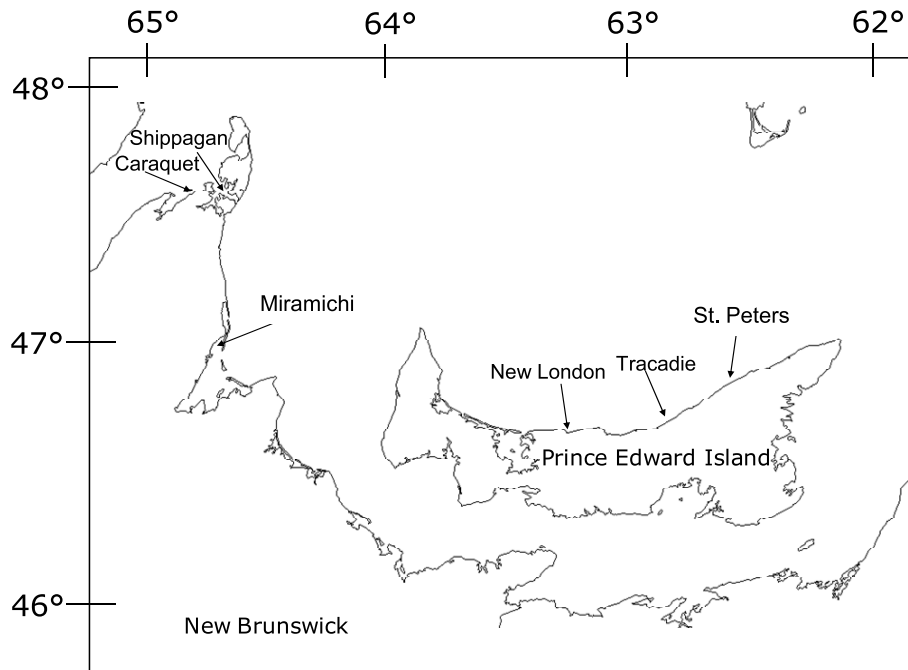 65°
64°
63°
62°
48°
Shippagan
Caraquet
Miramichi
47°
St. Peters
Tracadie
New London
Prince Edward Island
46°
New Brunswick